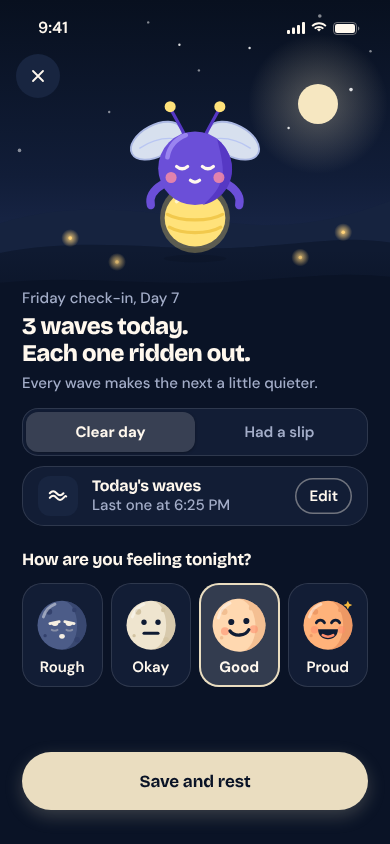 9:41
Friday check-in, Day 7
3 waves today.
Each one ridden out.
Every wave makes the next a little quieter.
Clear day
Had a slip
Today's waves
Last one at 6:25 PM
Edit
How are you feeling tonight?
Rough
Okay
Good
Proud
Save and rest